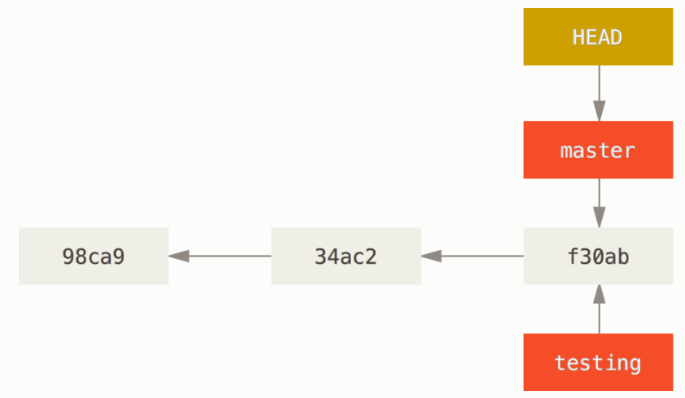 HEAD
master
98ca9
34ac2
f30ab
testing